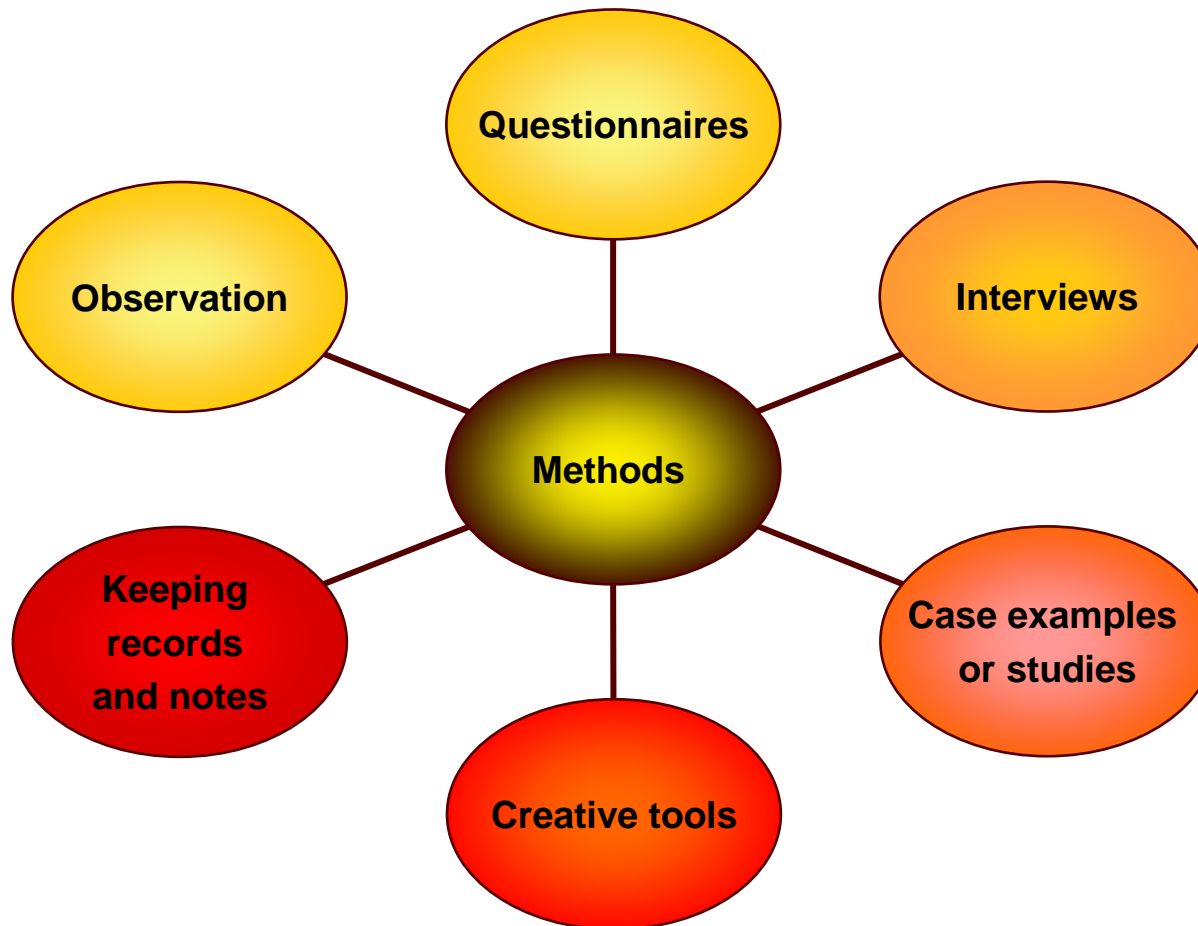 Questionnaires
Observation
Interviews
Methods
Keeping
records
and notes
Case examples
or studies
Creative tools